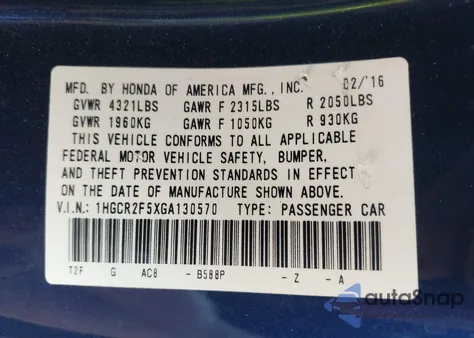 MFD. BY HONDA OF AMERICA MFG., INC. 02/'16
GVWR 4321LBS GAWR F 2315LBS R 2050LBS
GVWR 1960KG GAWR F 1050KG R 930KG
THIS VEHICLE CONFORMS TO ALL APPLICABLE
FEDERAL MOTOR VEHICLE SAFETY, BUMPER,
AND THEFT PREVENTION STANDARDS IN EFFECT
ON THE DATE OF MANUFACTURE SHOWN ABOVE.
V.I.N.: 1HGCR2F5XGA130570 TYPE: PASSENGER CAR
T2F G AC8 - B588P - Z - A
autoSnap